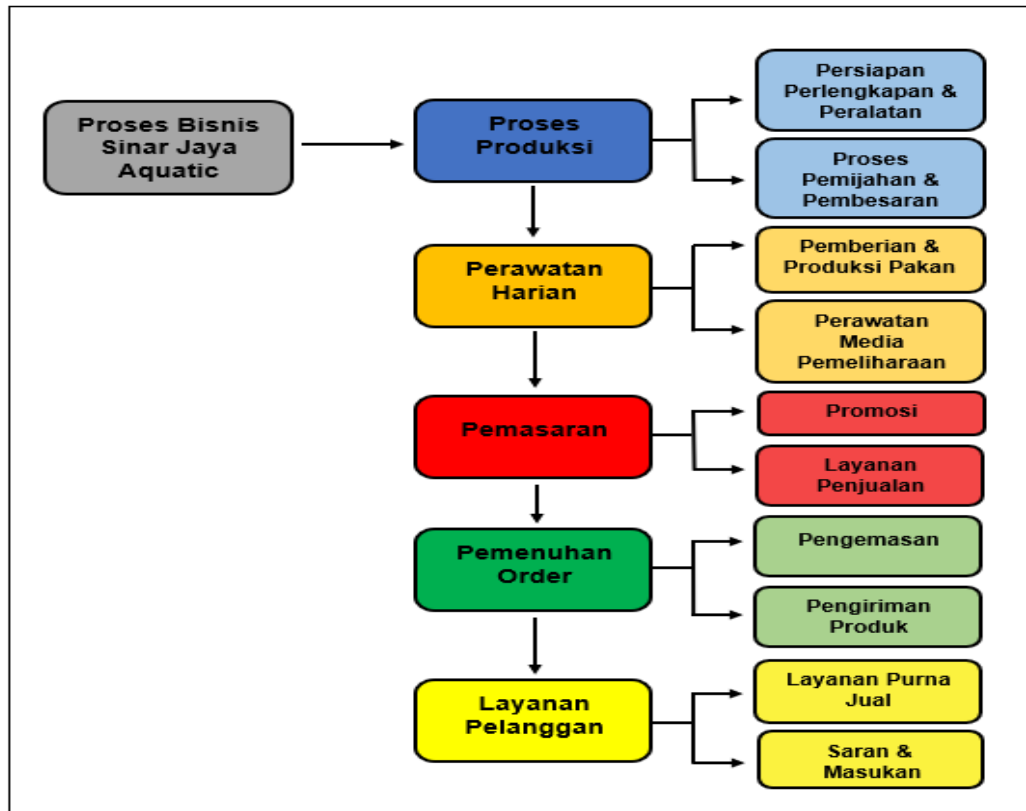 Proses Bisnis
Sinar Jaya
Aquatic
Proses
Produksi
Persiapan
Perlengkapan &
Peralatan
Proses
Pemijahan &
Pembesaran
Perawatan
Harian
Pemberian &
Produksi Pakan
Perawatan
Media
Pemeliharaan
Pemasaran
Promosi
Layanan
Penjualan
Pemenuhan
Order
Pengemasan
Pengiriman
Produk
Layanan
Pelanggan
Layanan Purna
Jual
Saran &
Masukan